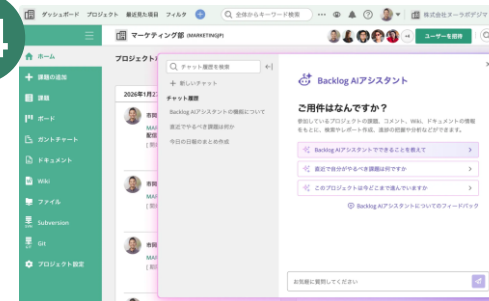 4
ダッシュボード プロジェクト 最近見た項目 フィルタ 全体からキーワード検索 株式会社ヌーラボデジマ
マーケティング部 (MARKETINGJP) ユーザーを招待
ホーム
課題の追加
課題
ボード
ガントチャート
ドキュメント
Wiki
ファイル
Subversion
Git
プロジェクト設定
プロジェクト
2026年1月2
市岡
MAR
配信
[ 期
市岡
MAR
[ 期
市岡
MAR
[ 期
チャット履歴を検索
新しいチャット
チャット履歴
Backlog AIアシスタントの機能について
直近でやるべき課題は何か
今日の日報のまとめ作成
Backlog AIアシスタント
ご用件はなんですか？
参加しているプロジェクトの課題、コメント、Wiki、ドキュメントの情報
をもとに、検索やレポート作成、進捗の把握や分析などができます。
Backlog AIアシスタントでできることを教えて
直近で自分がやるべき課題は何ですか
このプロジェクトは今どこまで進んでいますか
Backlog AIアシスタントについてのフィードバック
お気軽に質問してください